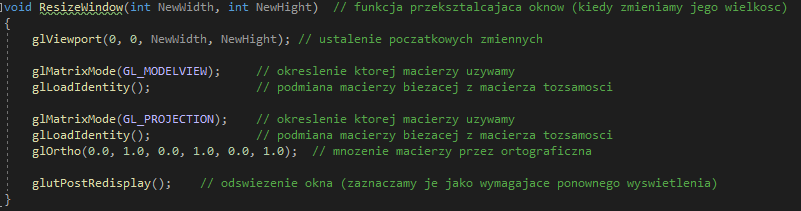 void ResizeWindow(int NewWidth, int NewHight) // funkcja przeksztalcajaca oknow (kiedy zmieniamy jego wielkosc)
{
glViewport(0, 0, NewWidth, NewHight); // ustalenie poczatkowych zmiennych
glMatrixMode(GL_MODELVIEW); // okreslenie ktorej macierzy uzywamy
glLoadIdentity(); // podmiana macierzy biezacej z macierza tozsamosci
glMatrixMode(GL_PROJECTION); // okreslenie ktorej macierzy uzywamy
glLoadIdentity(); // podmiana macierzy biezacej z macierza tozsamosci
glOrtho(0.0, 1.0, 0.0, 1.0, 0.0, 1.0); // mnozenie macierzy przez ortograficzna
glutPostRedisplay(); // odswiezenie okna (zaznaczamy je jako wymagajace ponownego wyswietlenia)
}